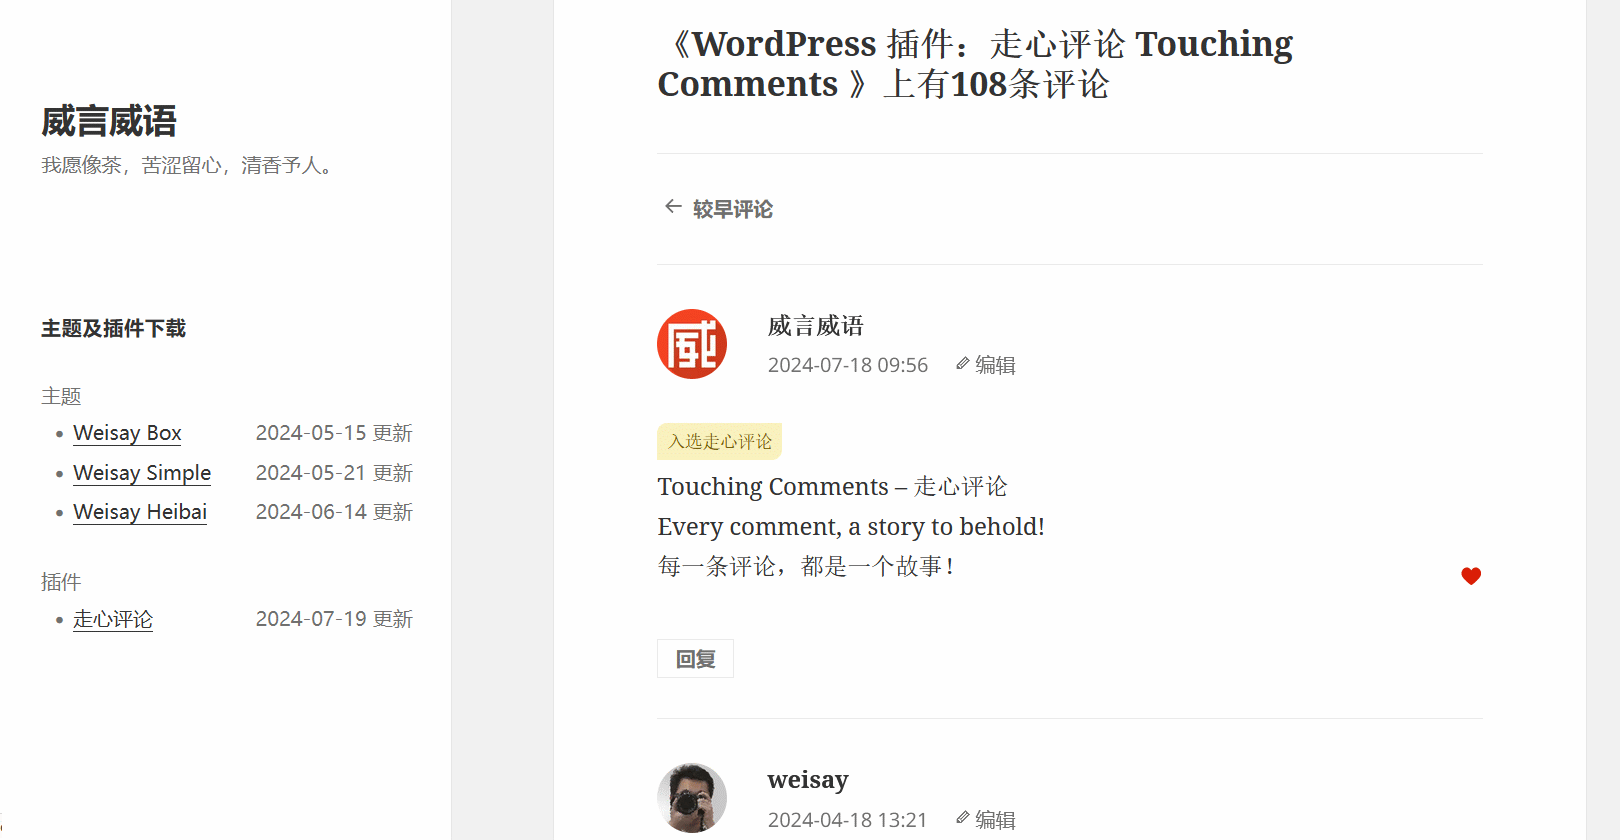 威言威语
我愿像茶，苦涩留心，清香予人。
主题及插件下载
主题
Weisay Box 2024-05-15 更新
Weisay Simple 2024-05-21 更新
Weisay Heibai 2024-06-14 更新
插件
走心评论 2024-07-19 更新
《WordPress 插件：走心评论 Touching
Comments 》上有108条评论
← 较早评论
威
威言威语
2024-07-18 09:56 编辑
入选走心评论
Touching Comments – 走心评论
Every comment, a story to behold!
每一条评论，都是一个故事！
回复
weisay
2024-04-18 13:21 编辑